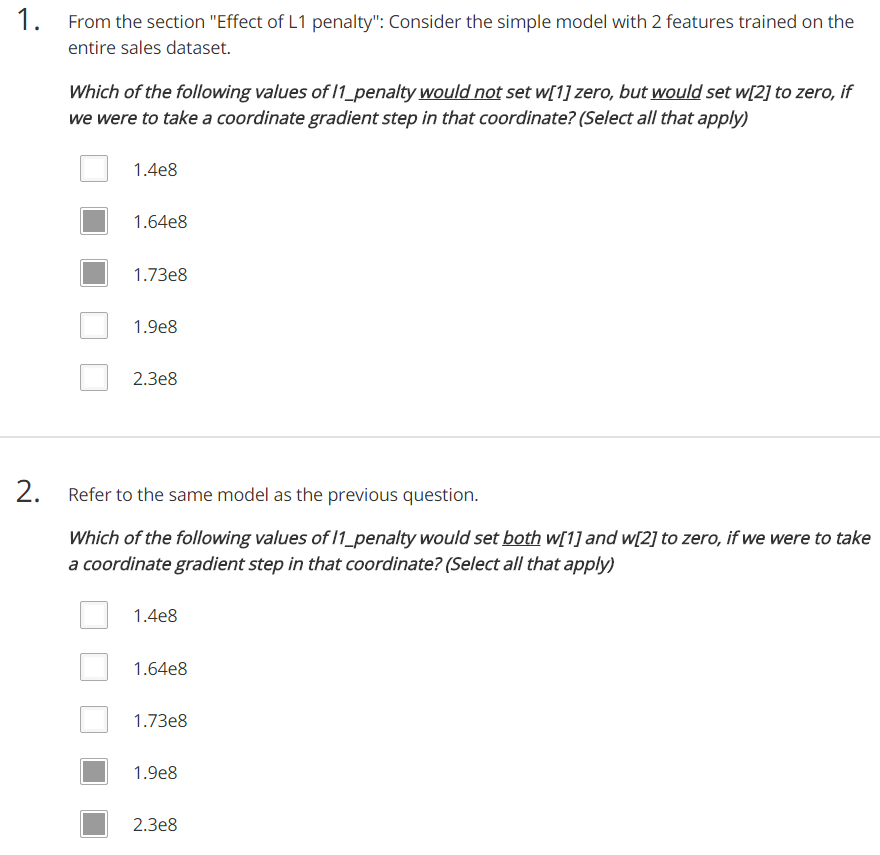 1. From the section "Effect of L1 penalty": Consider the simple model with 2 features trained on the
entire sales dataset.
Which of the following values of l1_penalty would not set w[1] zero, but would set w[2] to zero, if
we were to take a coordinate gradient step in that coordinate? (Select all that apply)
1.4e8
1.64e8
1.73e8
1.9e8
2.3e8
2. Refer to the same model as the previous question.
Which of the following values of l1_penalty would set both w[1] and w[2] to zero, if we were to take
a coordinate gradient step in that coordinate? (Select all that apply)
1.4e8
1.64e8
1.73e8
1.9e8
2.3e8